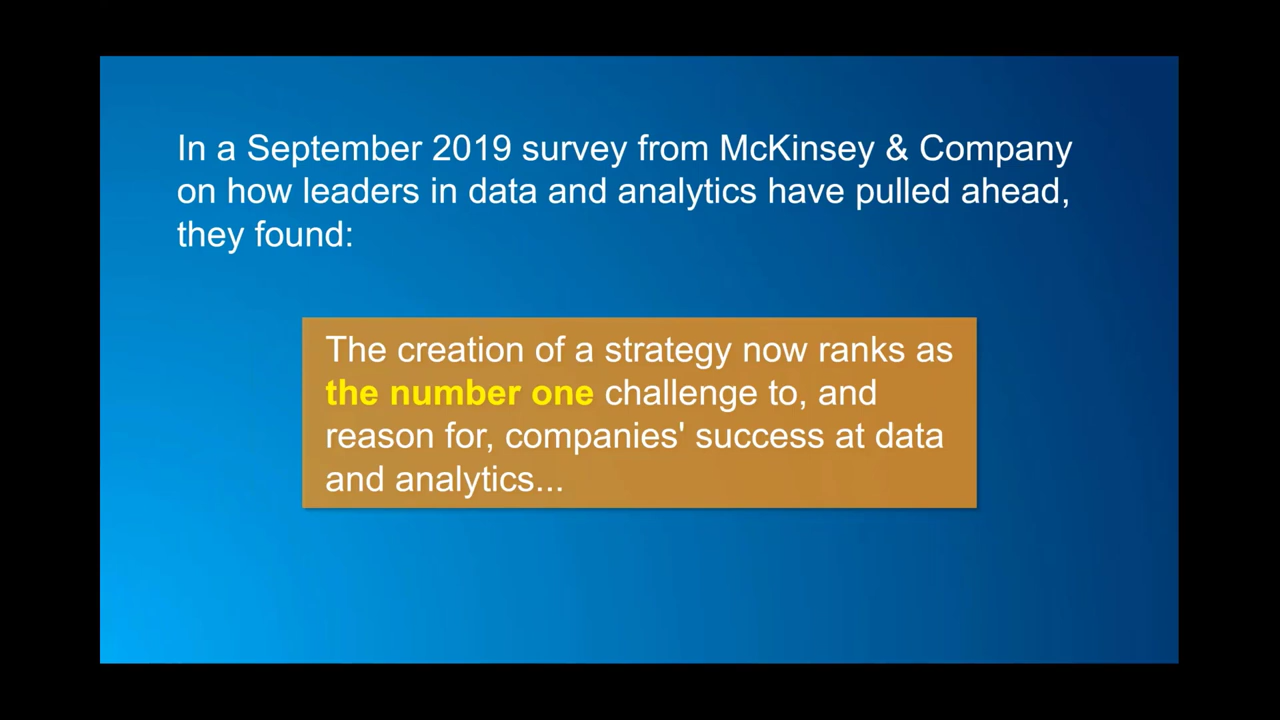 In a September 2019 survey from McKinsey & Company
on how leaders in data and analytics have pulled ahead,
they found:
The creation of a strategy now ranks as
the number one challenge to, and
reason for, companies' success at data
and analytics...